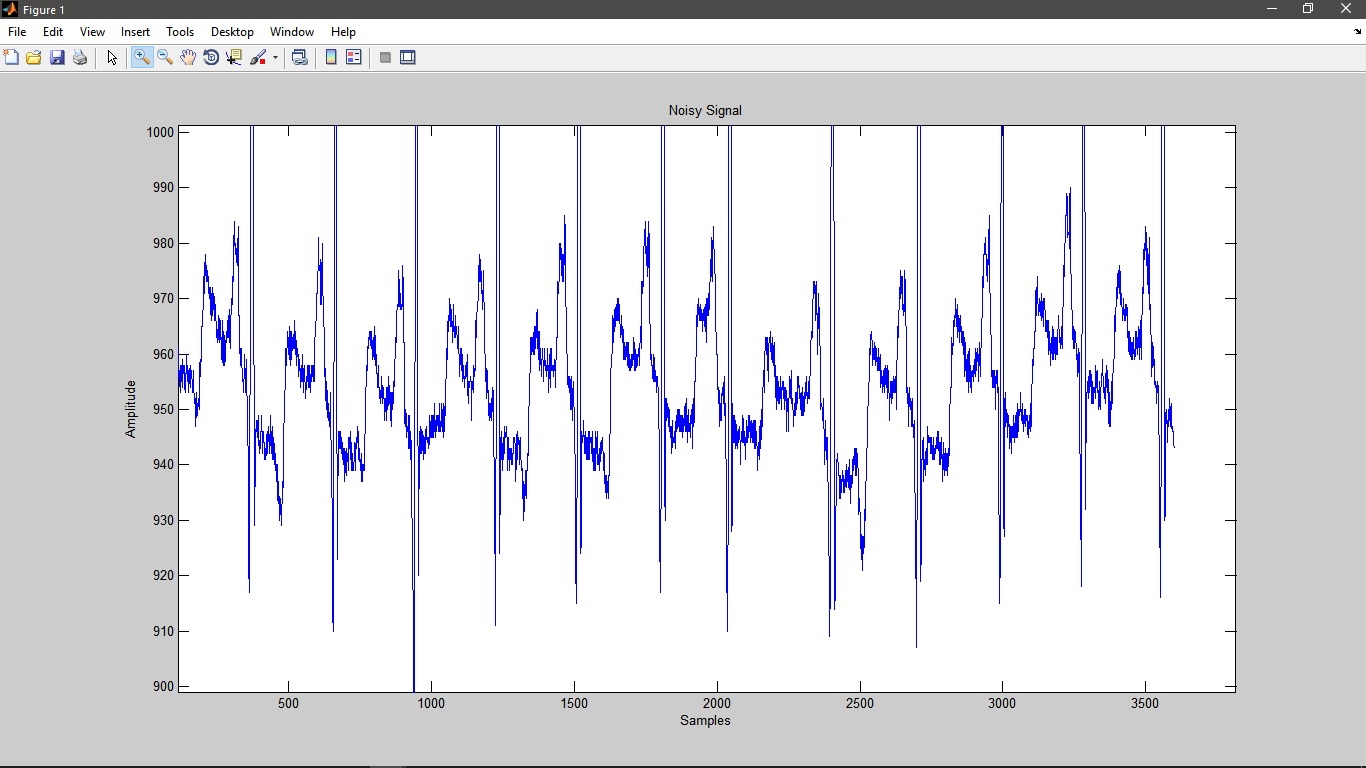 Figure 1
File Edit View Insert Tools Desktop Window Help
Noisy Signal
1000
990
980
970
960
950
940
930
920
910
900
Amplitude
500 1000 1500 2000 2500 3000 3500
Samples